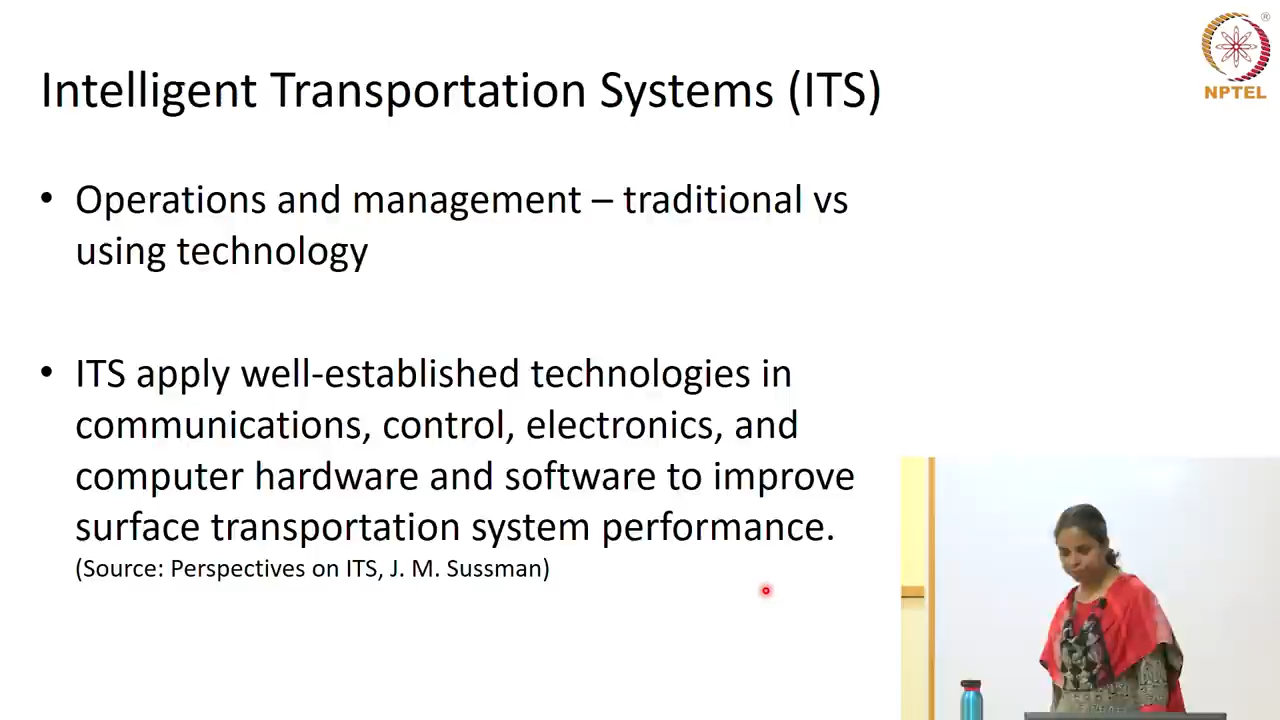 Intelligent Transportation Systems (ITS)
®
NPTEL
• Operations and management – traditional vs
using technology
• ITS apply well-established technologies in
communications, control, electronics, and
computer hardware and software to improve
surface transportation system performance.
(Source: Perspectives on ITS, J. M. Sussman)